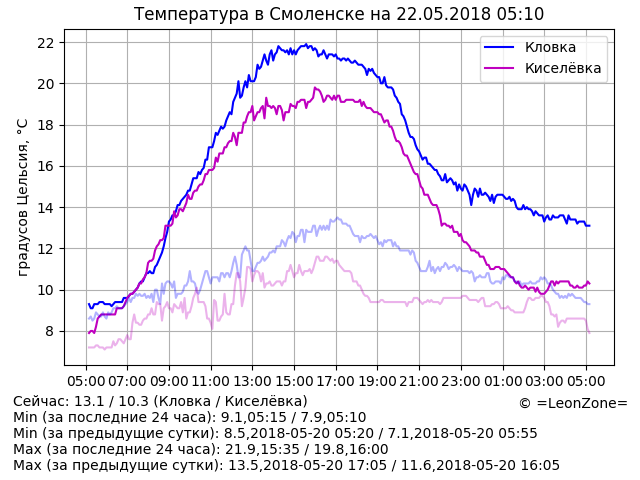 Температура в Смоленске на 22.05.2018 05:10
градусов Цельсия, °C
22
20
18
16
14
12
10
8
Кловка
Киселёвка
05:00 07:00 09:00 11:00 13:00 15:00 17:00 19:00 21:00 23:00 01:00 03:00 05:00
Сейчас: 13.1 / 10.3 (Кловка / Киселёвка)
© =LeonZone=
Min (за последние 24 часа): 9.1,05:15 / 7.9,05:10
Min (за предыдущие сутки): 8.5,2018-05-20 05:20 / 7.1,2018-05-20 05:55
Max (за последние 24 часа): 21.9,15:35 / 19.8,16:00
Max (за предыдущие сутки): 13.5,2018-05-20 17:05 / 11.6,2018-05-20 16:05